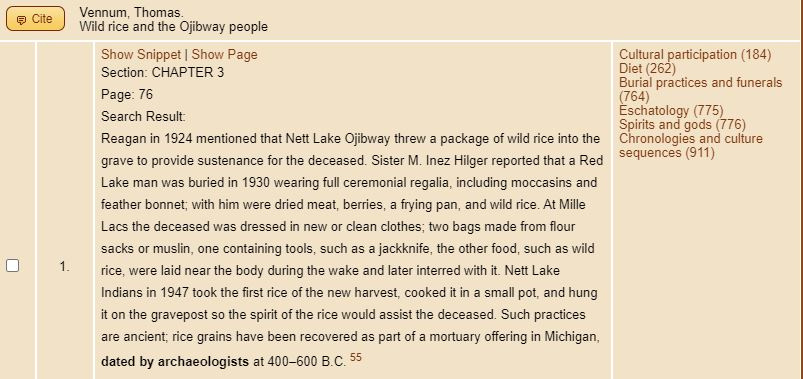 Cite
Vennum, Thomas.
Wild rice and the Ojibway people
1.
Show Snippet | Show Page
Section: CHAPTER 3
Page: 76
Search Result:
Reagan in 1924 mentioned that Nett Lake Ojibway threw a package of wild rice into the
grave to provide sustenance for the deceased. Sister M. Inez Hilger reported that a Red
Lake man was buried in 1930 wearing full ceremonial regalia, including moccasins and
feather bonnet; with him were dried meat, berries, a frying pan, and wild rice. At Mille
Lacs the deceased was dressed in new or clean clothes; two bags made from flour
sacks or muslin, one containing tools, such as a jackknife, the other food, such as wild
rice, were laid near the body during the wake and later interred with it. Nett Lake
Indians in 1947 took the first rice of the new harvest, cooked it in a small pot, and hung
it on the gravepost so the spirit of the rice would assist the deceased. Such practices
are ancient; rice grains have been recovered as part of a mortuary offering in Michigan,
dated by archaeologists at 400–600 B.C. 55
Cultural participation (184)
Diet (262)
Burial practices and funerals
(764)
Eschatology (775)
Spirits and gods (776)
Chronologies and culture
sequences (911)